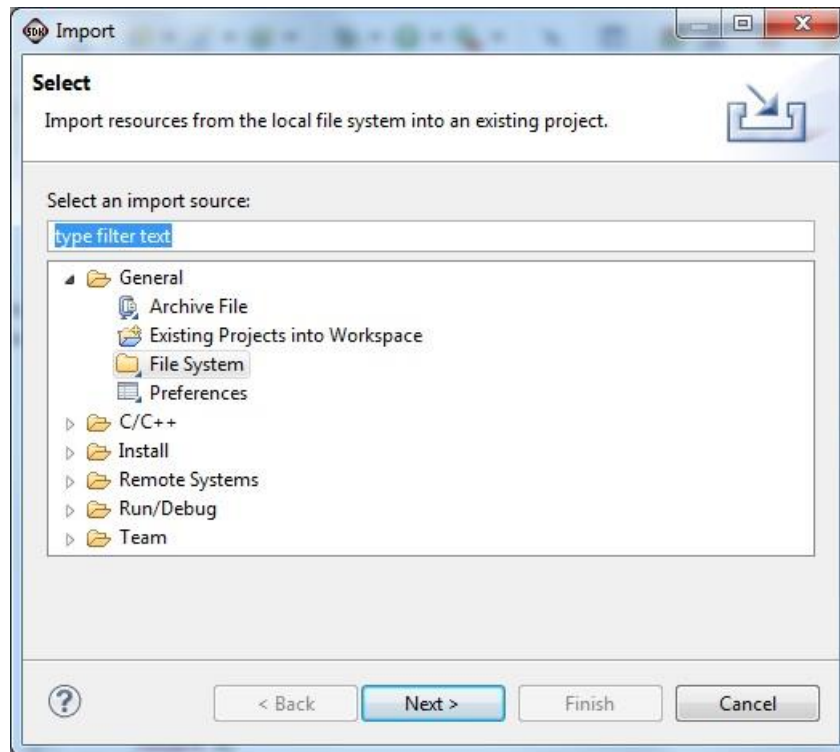 SDK Import
Select
Import resources from the local file system into an existing project.
Select an import source:
type filter text
General
Archive File
Existing Projects into Workspace
File System
Preferences
C/C++
Install
Remote Systems
Run/Debug
Team
? < Back Next > Finish Cancel